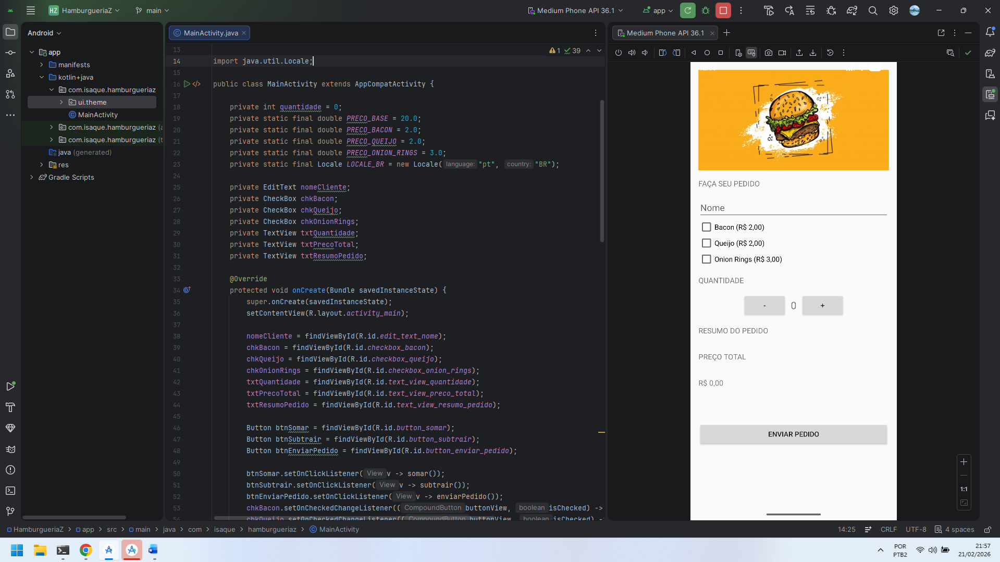 HZ HamburgueriaZ main Medium Phone API 36.1 app
Android
app
manifests
kotlin+java
com.isaque.hamburgueriaz
ui.theme
MainActivity
com.isaque.hamburgueriaz (a
com.isaque.hamburgueriaz (t
java (generated)
res
Gradle Scripts
MainActivity.java
1 39
13
14 import java.util.Locale;
15
16 public class MainActivity extends AppCompatActivity {
17
18 private int quantidade = 0;
19 private static final double PRECO_BASE = 20.0;
20 private static final double PRECO_BACON = 2.0;
21 private static final double PRECO_QUEIJO = 2.0;
22 private static final double PRECO_ONION_RINGS = 3.0;
23 private static final Locale LOCALE_BR = new Locale( language: "pt", country: "BR");
24
25 private EditText nomeCliente;
26 private CheckBox chkBacon;
27 private CheckBox chkQueijo;
28 private CheckBox chkOnionRings;
29 private TextView txtQuantidade;
30 private TextView txtPrecoTotal;
31 private TextView txtResumoPedido;
32
33 @Override
34 protected void onCreate(Bundle savedInstanceState) {
35 super.onCreate(savedInstanceState);
36 setContentView(R.layout.activity_main);
37
38 nomeCliente = findViewById(R.id.edit_text_nome);
39 chkBacon = findViewById(R.id.checkbox_bacon);
40 chkQueijo = findViewById(R.id.checkbox_queijo);
41 chkOnionRings = findViewById(R.id.checkbox_onion_rings);
42 txtQuantidade = findViewById(R.id.text_view_quantidade);
43 txtPrecoTotal = findViewById(R.id.text_view_preco_total);
44 txtResumoPedido = findViewById(R.id.text_view_resumo_pedido);
45
46 Button btnSomar = findViewById(R.id.button_somar);
47 Button btnSubtrair = findViewById(R.id.button_subtrair);
48 Button btnEnviarPedido = findViewById(R.id.button_enviar_pedido);
49
50 btnSomar.setOnClickListener( View v -> somar());
51 btnSubtrair.setOnClickListener( View v -> subtrair());
52 btnEnviarPedido.setOnClickListener( View v -> enviarPedido());
53 chkBacon.setOnCheckedChangeListener(( CompoundButton buttonView, boolean isChecked) ->
54 chkQueijo.setOnCheckedChangeListener(( CompoundButton buttonView, boolean isChecked) ->
Medium Phone API 36.1
FAÇA SEU PEDIDO
Nome
Bacon (R$ 2,00)
Queijo (R$ 2,00)
Onion Rings (R$ 3,00)
QUANTIDADE
- 0 +
RESUMO DO PEDIDO
PREÇO TOTAL
R$ 0,00
ENVIAR PEDIDO
1:1
HamburgueriaZ > app > src > main > java > com > isaque > hamburgueriaz > MainActivity
14:25 CRLF UTF-8 4 spaces
POR
PTB2
21:57
21/02/2026